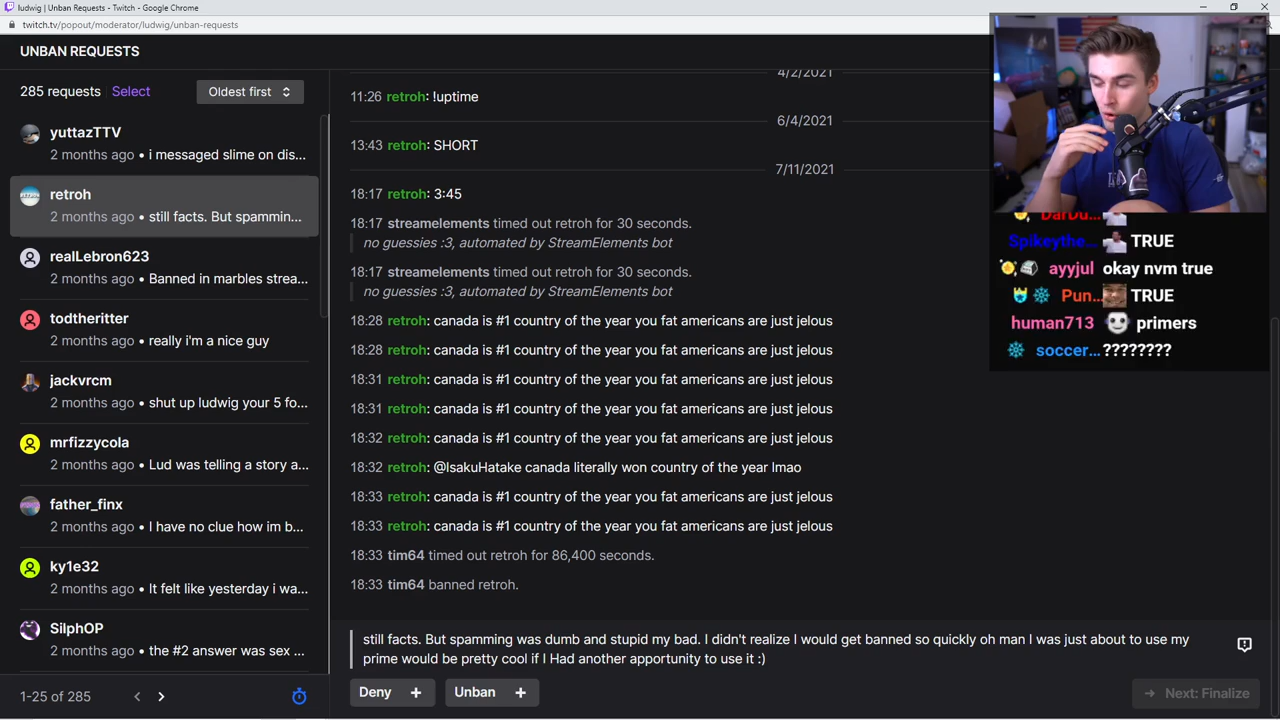 ludwig | Unban Requests - Twitch - Google Chrome
twitch.tv/popout/moderator/ludwig/unban-requests
UNBAN REQUESTS
285 requests Select Oldest first
yuttazTTV
2 months ago • i messaged slime on dis...
retroh
2 months ago • still facts. But spammin...
realLebron623
2 months ago • Banned in marbles strea...
todtheritter
2 months ago • really i'm a nice guy
jackvrcm
2 months ago • shut up ludwig your 5 fo...
mrfizzycola
2 months ago • Lud was telling a story a...
father_finx
2 months ago • I have no clue how im b...
ky1e32
2 months ago • It felt like yesterday i wa...
SilphOP
2 months ago • the #2 answer was sex ...
1-25 of 285
4/2/2021
11:26 retroh: !uptime
6/4/2021
13:43 retroh: SHORT
7/11/2021
18:17 retroh: 3:45
18:17 streamelements timed out retroh for 30 seconds.
no guessies :3, automated by StreamElements bot
18:17 streamelements timed out retroh for 30 seconds.
no guessies :3, automated by StreamElements bot
18:28 retroh: canada is #1 country of the year you fat americans are just jelous
18:28 retroh: canada is #1 country of the year you fat americans are just jelous
18:31 retroh: canada is #1 country of the year you fat americans are just jelous
18:31 retroh: canada is #1 country of the year you fat americans are just jelous
18:32 retroh: canada is #1 country of the year you fat americans are just jelous
18:32 retroh: @IsakuHatake canada literally won country of the year lmao
18:33 retroh: canada is #1 country of the year you fat americans are just jelous
18:33 retroh: canada is #1 country of the year you fat americans are just jelous
18:33 tim64 timed out retroh for 86,400 seconds.
18:33 tim64 banned retroh.
still facts. But spamming was dumb and stupid my bad. I didn't realize I would get banned so quickly oh man I was just about to use my
prime would be pretty cool if I Had another apportunity to use it :)
Deny + Unban + Next: Finalize
DarDu...
Spikeythe... TRUE
ayyjul okay nvm true
Pun... TRUE
human713 primers
soccer... ????????